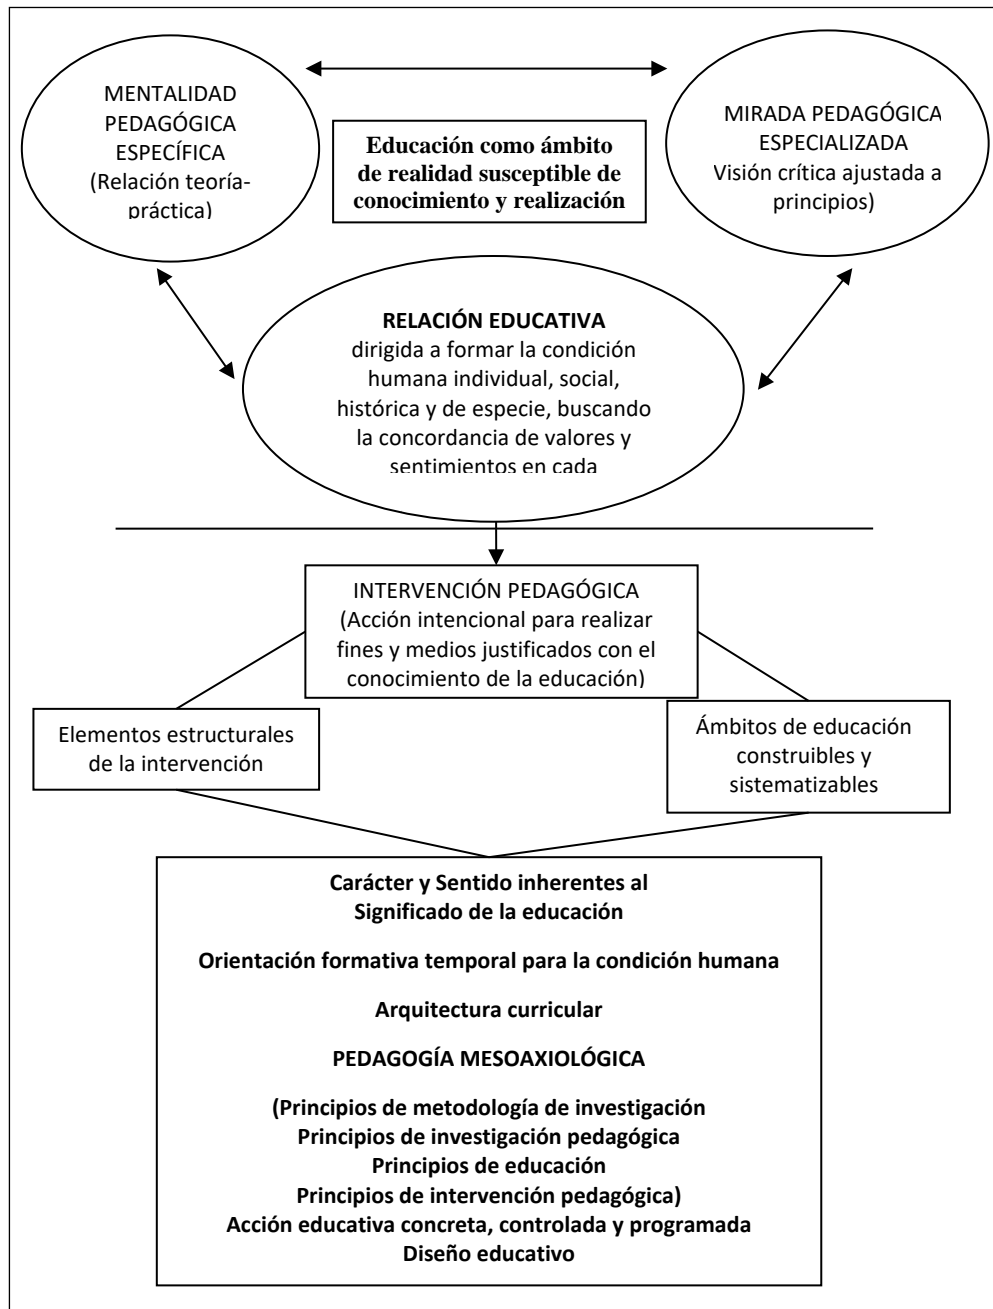 MENTALIDAD
PEDAGÓGICA
ESPECÍFICA
(Relación teoría-
práctica)
Educación como ámbito
de realidad susceptible de
conocimiento y realización
MIRADA PEDAGÓGICA
ESPECIALIZADA
Visión crítica ajustada a
principios)
RELACIÓN EDUCATIVA
dirigida a formar la condición
humana individual, social,
histórica y de especie, buscando
la concordancia de valores y
sentimientos en cada
INTERVENCIÓN PEDAGÓGICA
(Acción intencional para realizar
fines y medios justificados con el
conocimiento de la educación)
Elementos estructurales
de la intervención
Ámbitos de educación
construibles y
sistematizables
Carácter y Sentido inherentes al
Significado de la educación
Orientación formativa temporal para la condición humana
Arquitectura curricular
PEDAGOGÍA MESOAXIOLÓGICA
(Principios de metodología de investigación
Principios de investigación pedagógica
Principios de educación
Principios de intervención pedagógica)
Acción educativa concreta, controlada y programada
Diseño educativo